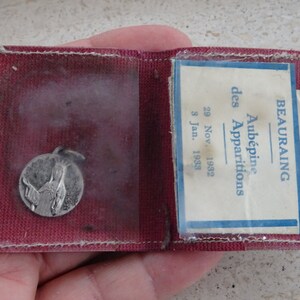 BEAURAING
Aubépine
des Apparitions
29 Nov. 1932
3 Jan. 1933